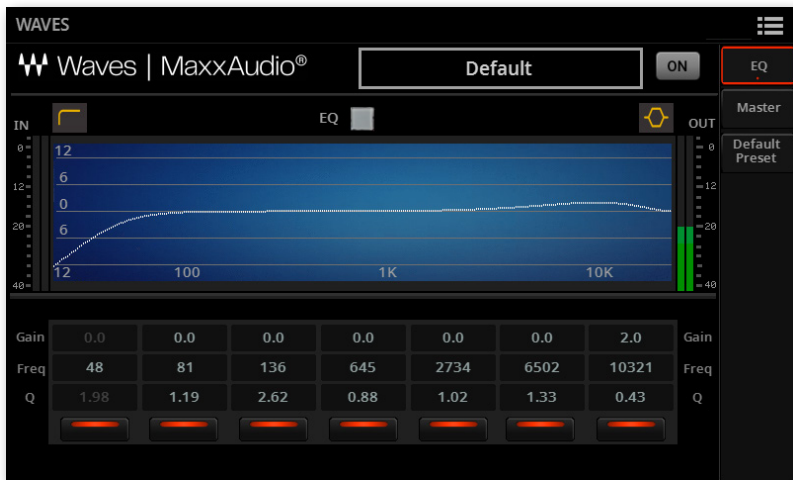 WAVES
Waves | MaxxAudio®
Default
ON
EQ
Master
Default
Preset
EQ
IN
OUT
0
12
20
40
12
6
0
6
12
100
1K
10K
0
12
20
40
Gain 0.0 0.0 0.0 0.0 0.0 0.0 2.0 Gain
Freq 48 81 136 645 2734 6502 10321 Freq
Q 1.98 1.19 2.62 0.88 1.02 1.33 0.43 Q